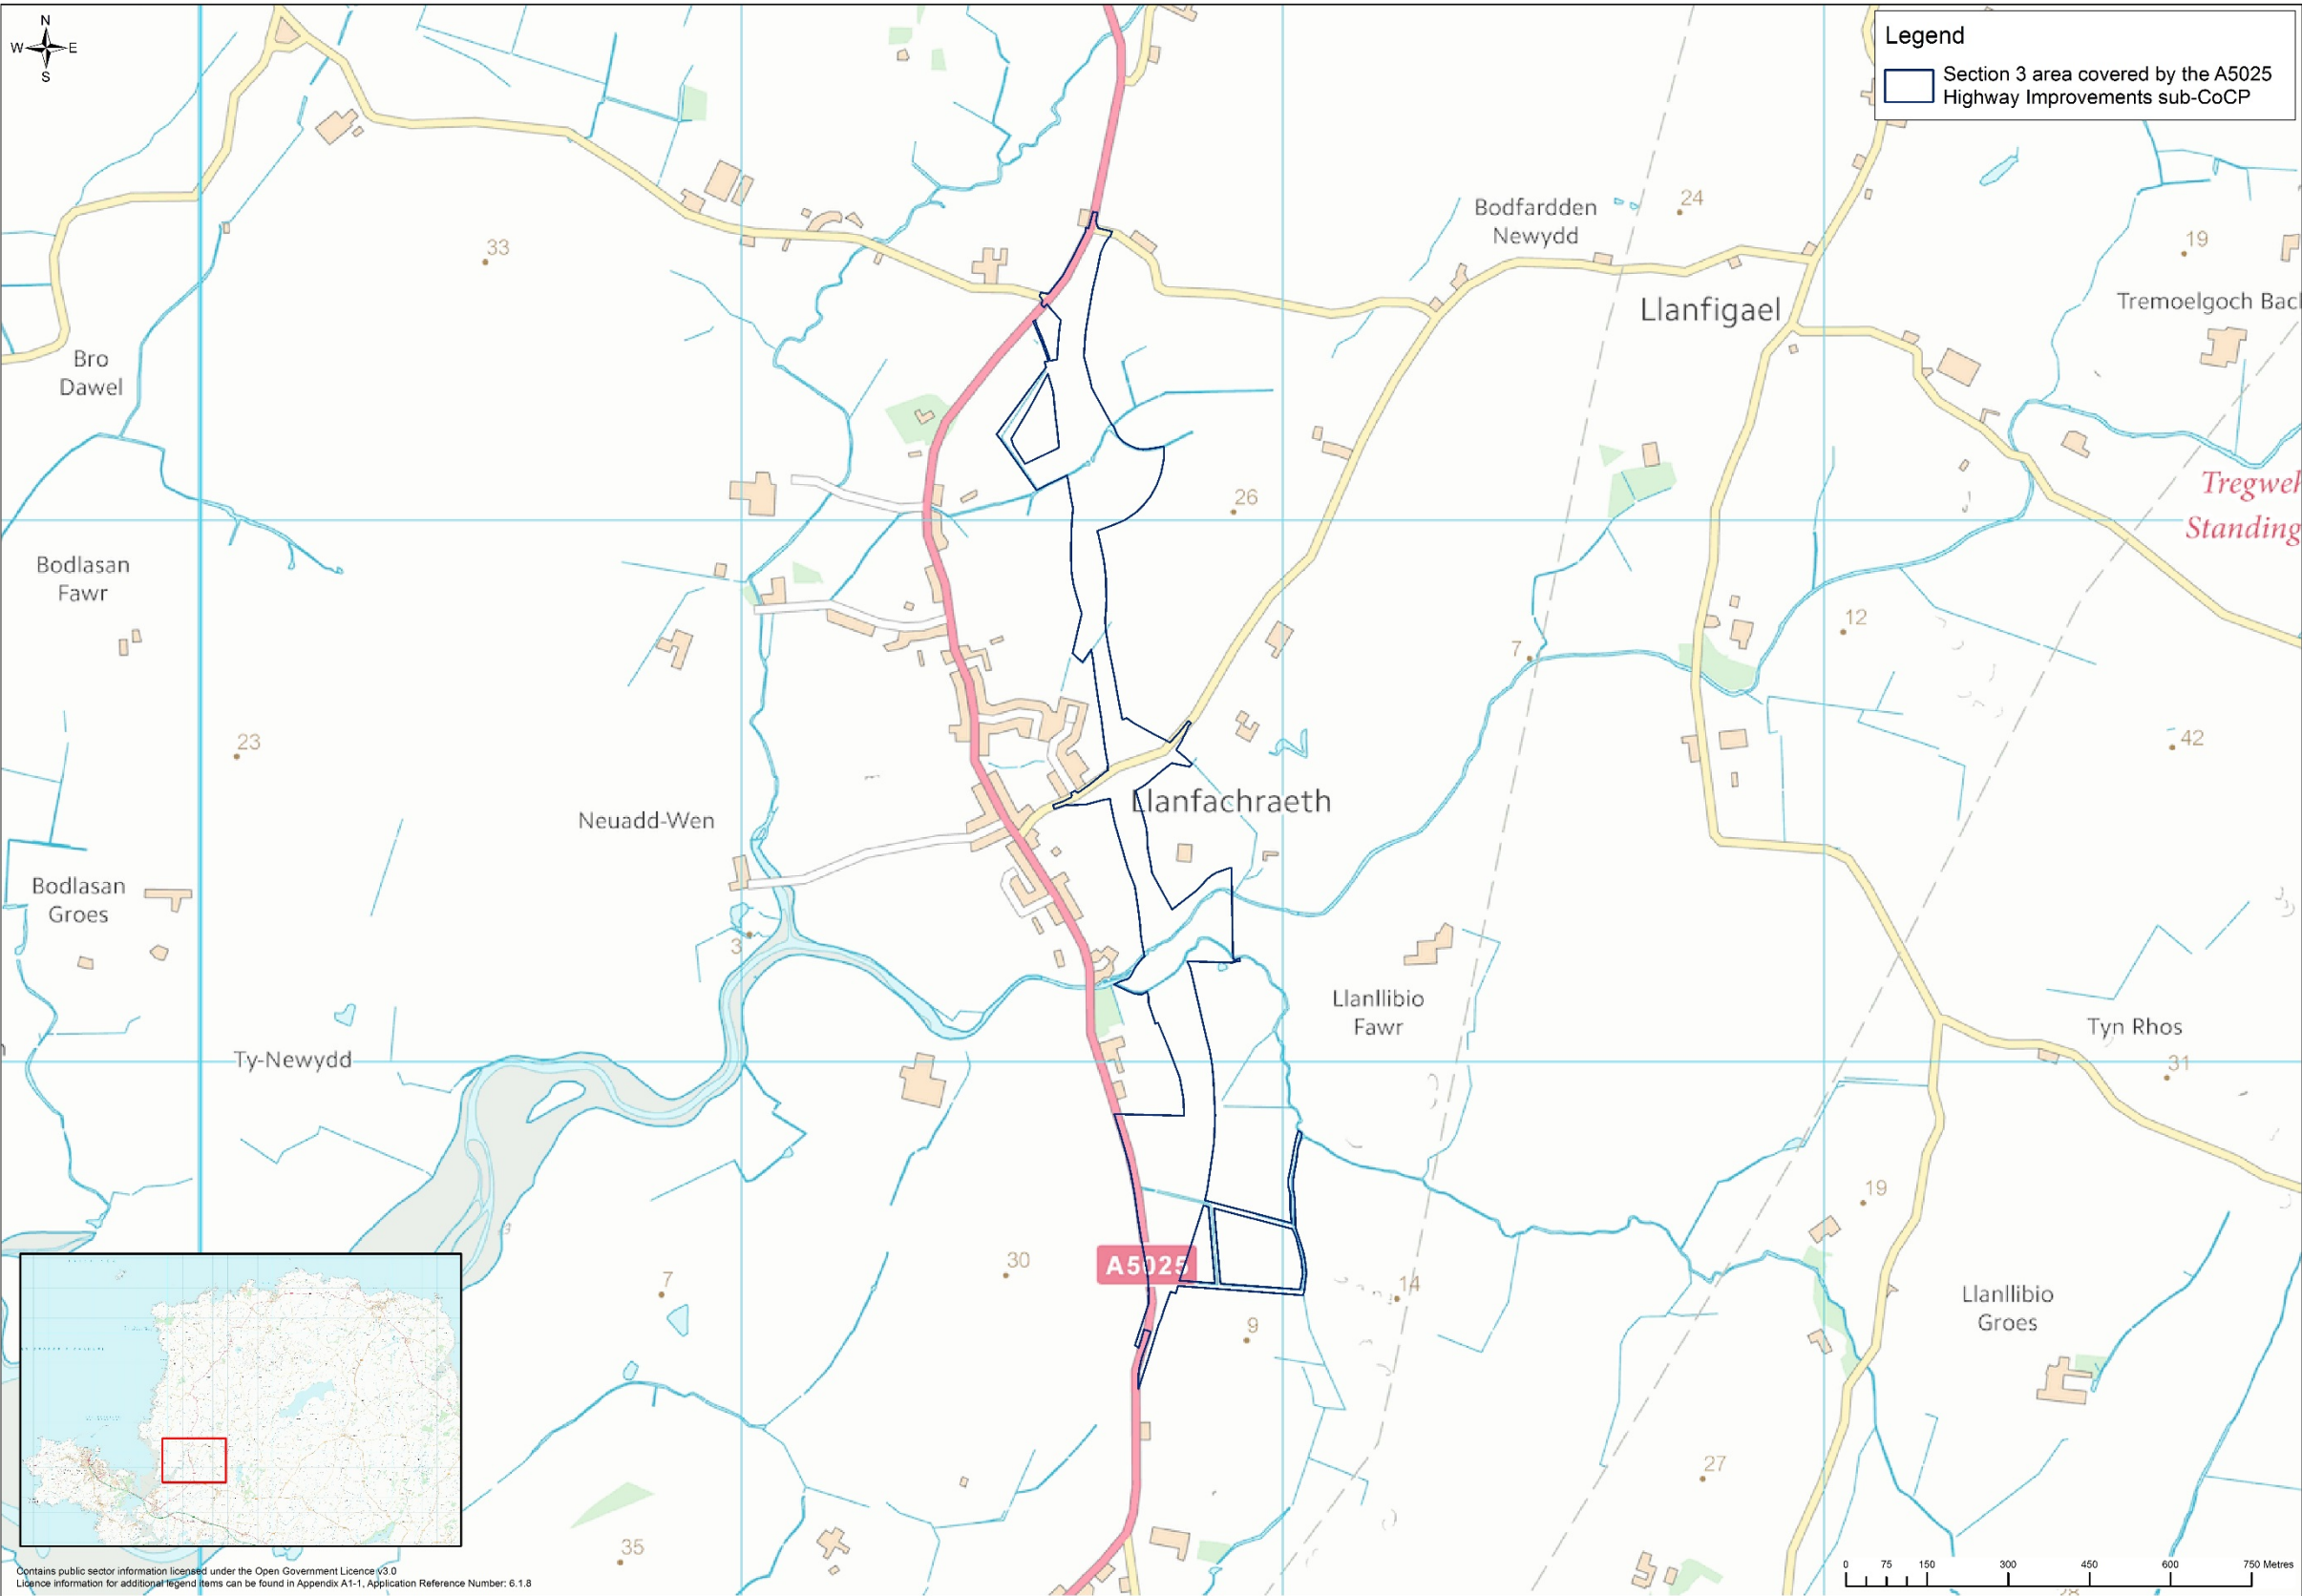 N
W E
S
Legend
Section 3 area covered by the A5025
Highway Improvements sub-CoCP
24
Bodfardden
Newydd
33
19
Llanfigael
Tremoelgoch Bac
Bro
Dawel
Tregwe
Standing
26
Bodlasan
Fawr
12
7
23
42
Llanfachraeth
Neuadd-Wen
Bodlasan
Groes
3
Llanllibio
Fawr
Tyn Rhos
Ty-Newydd
31
19
A5025
30
7
14
Llanllibio
Groes
9
27
35
0 75 150 300 450 600 750 Metres
28
Contains public sector information licensed under the Open Government Licence v3.0
Licence information for additional legend items can be found in Appendix A1-1, Application Reference Number: 6.1.8